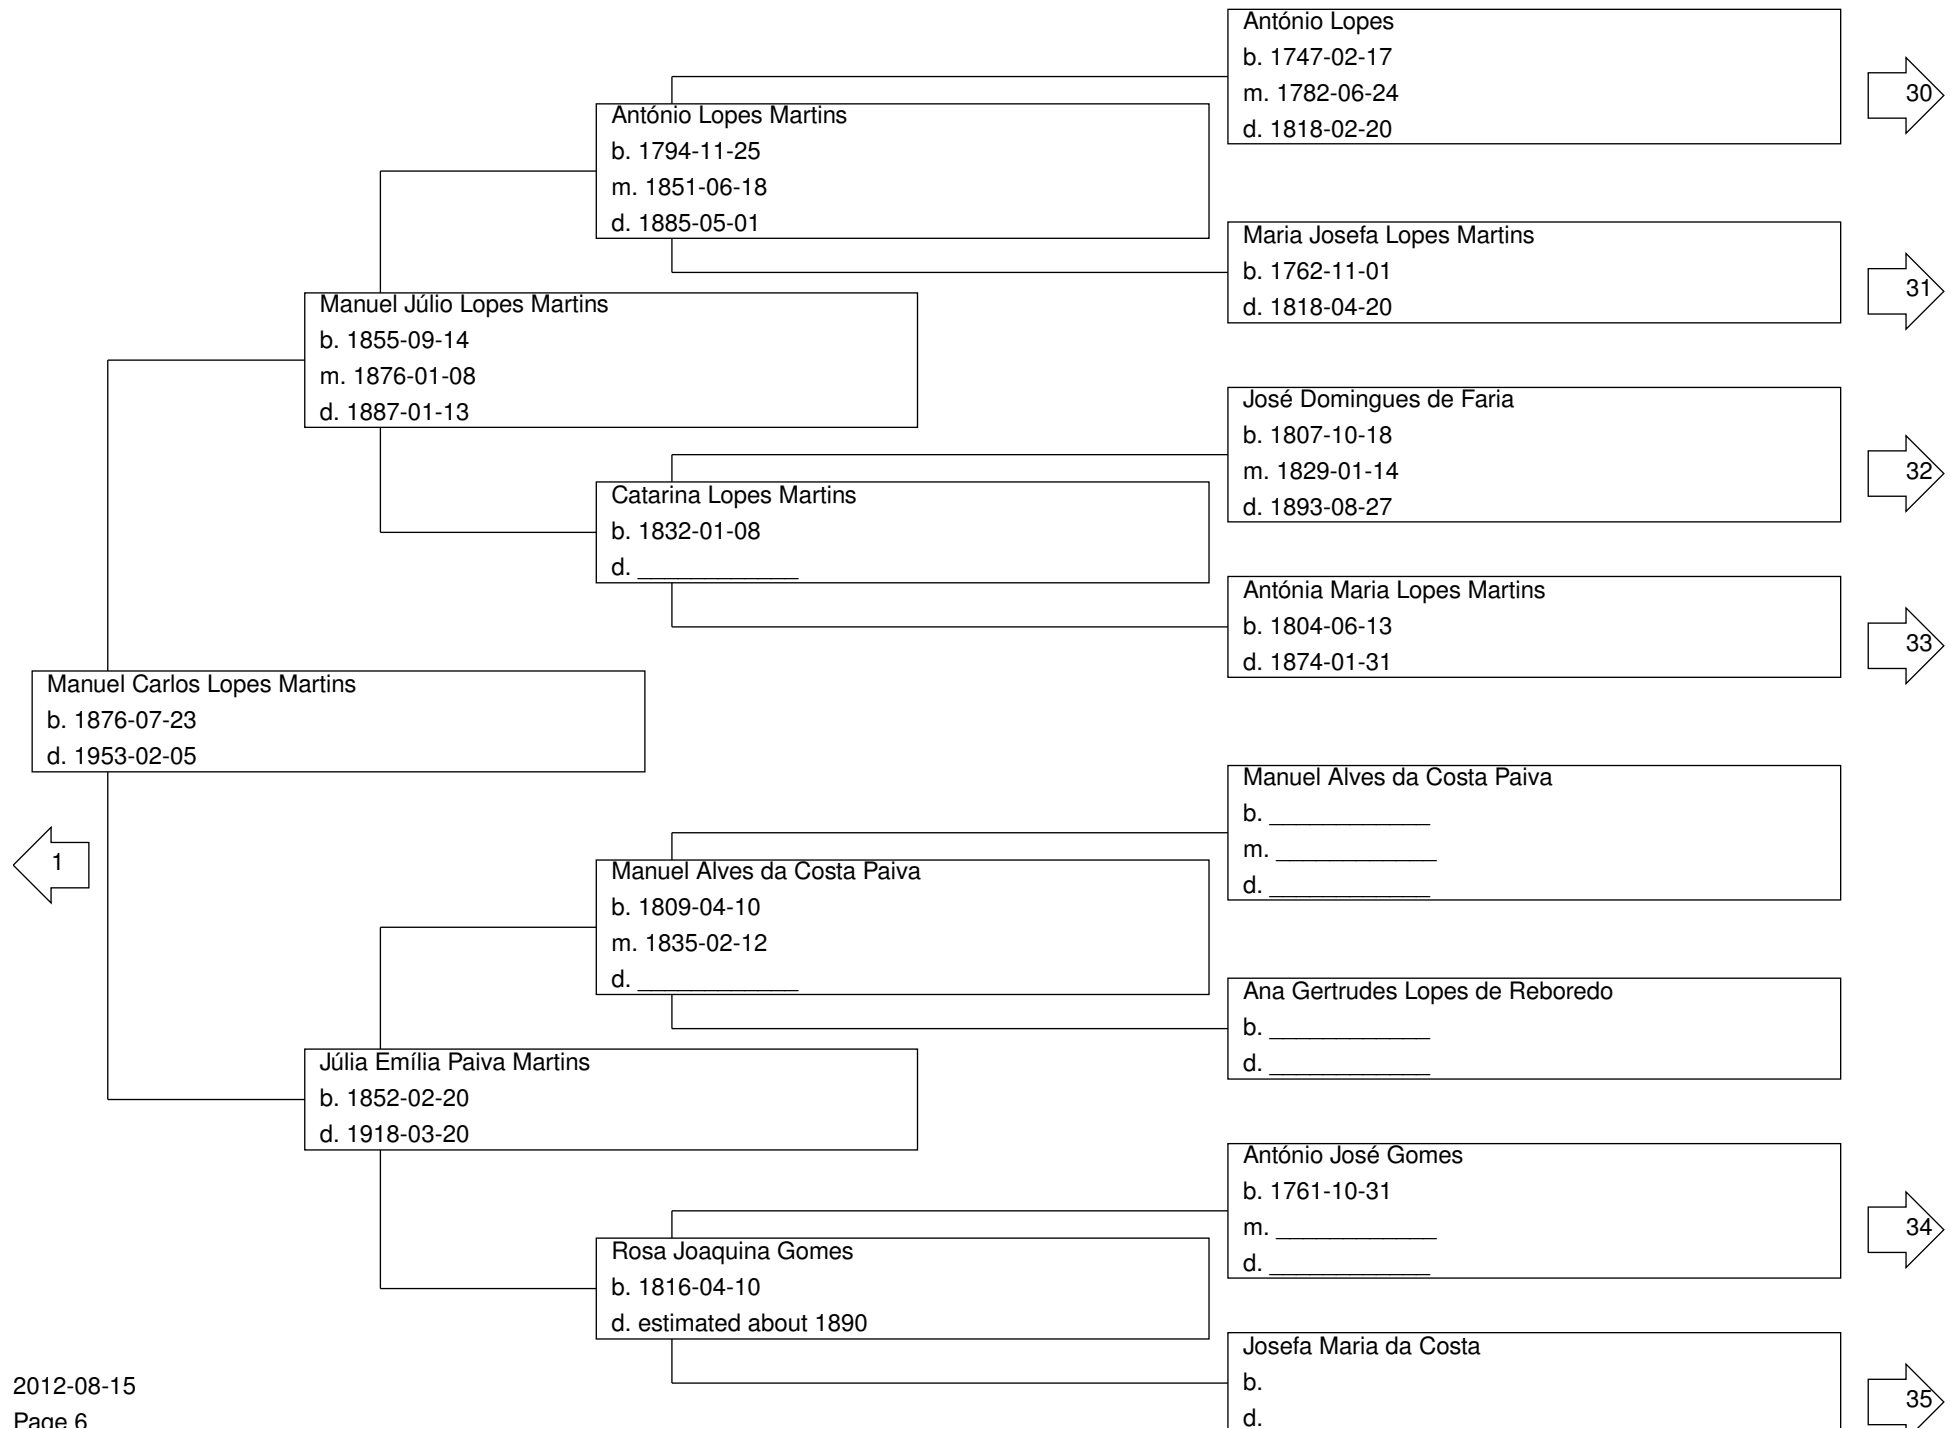 António Lopes
b. 1747-02-17
m. 1782-06-24
d. 1818-02-20
30
António Lopes Martins
b. 1794-11-25
m. 1851-06-18
d. 1885-05-01
Maria Josefa Lopes Martins
b. 1762-11-01
d. 1818-04-20
31
Manuel Júlio Lopes Martins
b. 1855-09-14
m. 1876-01-08
d. 1887-01-13
José Domingues de Faria
b. 1807-10-18
m. 1829-01-14
d. 1893-08-27
32
Catarina Lopes Martins
b. 1832-01-08
d. ____________
Antónia Maria Lopes Martins
b. 1804-06-13
d. 1874-01-31
33
Manuel Carlos Lopes Martins
b. 1876-07-23
d. 1953-02-05
1
Manuel Alves da Costa Paiva
b. ____________
m. ____________
d. ____________
Manuel Alves da Costa Paiva
b. 1809-04-10
m. 1835-02-12
d. ____________
Ana Gertrudes Lopes de Reboredo
b. ____________
d. ____________
Júlia Emília Paiva Martins
b. 1852-02-20
d. 1918-03-20
António José Gomes
b. 1761-10-31
m. ____________
d. ____________
34
Rosa Joaquina Gomes
b. 1816-04-10
d. estimated about 1890
Josefa Maria da Costa
b.
d.
35
2012-08-15
Page 6